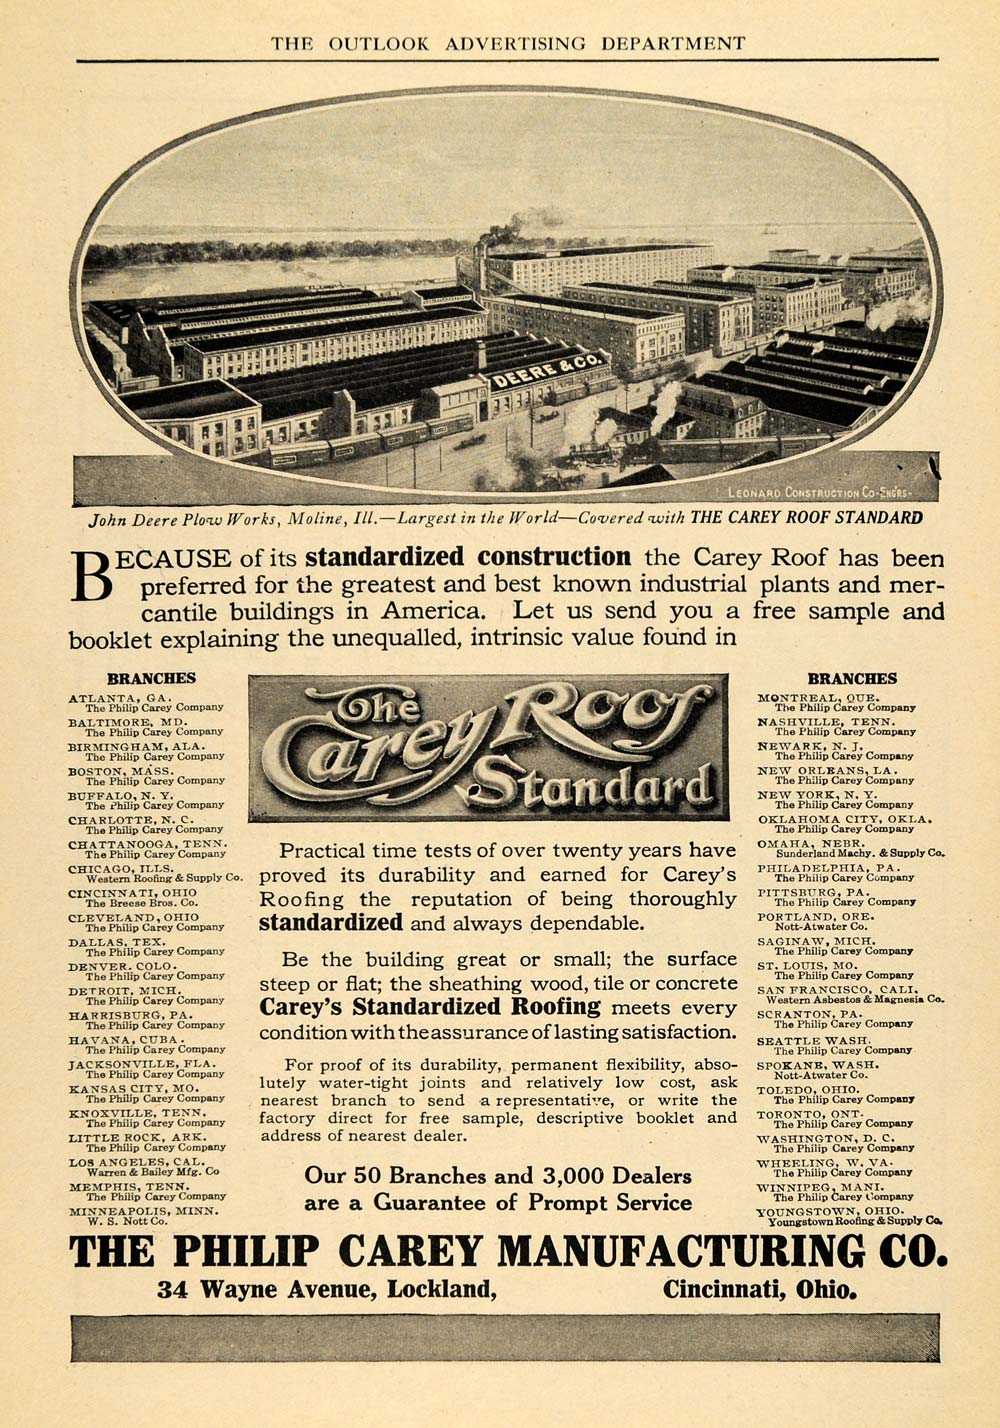 THE OUTLOOK ADVERTISING DEPARTMENT
DEERE & CO.
LEONARD CONSTRUCTION CO-ENGRS-
John Deere Plow Works, Moline, Ill.—Largest in the World—Covered with THE CAREY ROOF STANDARD
BECAUSE of its standardized construction the Carey Roof has been
preferred for the greatest and best known industrial plants and mer-
cantile buildings in America. Let us send you a free sample and
booklet explaining the unequalled, intrinsic value found in
BRANCHES
ATLANTA, GA.
The Philip Carey Company
BALTIMORE, MD.
The Philip Carey Company
BIRMINGHAM, ALA.
The Philip Carey Company
BOSTON, MASS.
The Philip Carey Company
BUFFALO, N. Y.
The Philip Carey Company
CHARLOTTE, N. C.
The Philip Carey Company
CHATTANOOGA, TENN.
The Philip Carey Company
CHICAGO, ILLS.
Western Roofing & Supply Co.
CINCINNATI, OHIO
The Breese Bros. Co.
CLEVELAND, OHIO
The Philip Carey Company
DALLAS, TEX.
The Philip Carey Company
DENVER. COLO.
The Philip Carey Company
DETROIT, MICH.
The Philip Carey Company
HARRISBURG, PA.
The Philip Carey Company
HAVANA, CUBA.
The Philip Carey Company
JACKSONVILLE, FLA.
The Philip Carey Company
KANSAS CITY, MO.
The Philip Carey Company
KNOXVILLE, TENN.
The Philip Carey Company
LITTLE ROCK, ARK.
The Philip Carey Company
LOS ANGELES, CAL.
Warren & Bailey Mfg. Co
MEMPHIS, TENN.
The Philip Carey Company
MINNEAPOLIS, MINN.
W. S. Nott Co.
The
Carey Roof
Standard
Practical time tests of over twenty years have
proved its durability and earned for Carey's
Roofing the reputation of being thoroughly
standardized and always dependable.
Be the building great or small; the surface
steep or flat; the sheathing wood, tile or concrete
Carey's Standardized Roofing meets every
condition with the assurance of lasting satisfaction.
For proof of its durability, permanent flexibility, abso-
lutely water-tight joints and relatively low cost, ask
nearest branch to send a representative, or write the
factory direct for free sample, descriptive booklet and
address of nearest dealer.
Our 50 Branches and 3,000 Dealers
are a Guarantee of Prompt Service
BRANCHES
MONTREAL, QUE.
The Philip Carey Company
NASHVILLE, TENN.
The Philip Carey Company
NEWARK, N. J.
The Philip Carey Company
NEW ORLEANS, LA.
The Philip Carey Company
NEW YORK, N. Y.
The Philip Carey Company
OKLAHOMA CITY, OKLA.
The Philip Carey Company
OMAHA, NEBR.
Sunderland Machy. & Supply Co.
PHILADELPHIA, PA.
The Philip Carey Company
PITTSBURG, PA.
The Philip Carey Company
PORTLAND, ORE.
Nott-Atwater Co.
SAGINAW, MICH.
The Philip Carey Company
ST. LOUIS, MO.
The Philip Carey Company
SAN FRANCISCO, CALI.
Western Asbestos & Magnesia Co.
SCRANTON, PA.
The Philip Carey Company
SEATTLE WASH.
The Philip Carey Company
SPOKANE, WASH.
Nott-Atwater Co.
TOLEDO, OHIO.
The Philip Carey Company
TORONTO, ONT.
The Philip Carey Company
WASHINGTON, D. C.
The Philip Carey Company
WHEELING, W. VA.
The Philip Carey Company
WINNIPEG, MANI.
The Philip Carey Company
YOUNGSTOWN, OHIO.
Youngstown Roofing & Supply Co.
THE PHILIP CAREY MANUFACTURING CO.
34 Wayne Avenue, Lockland, Cincinnati, Ohio.